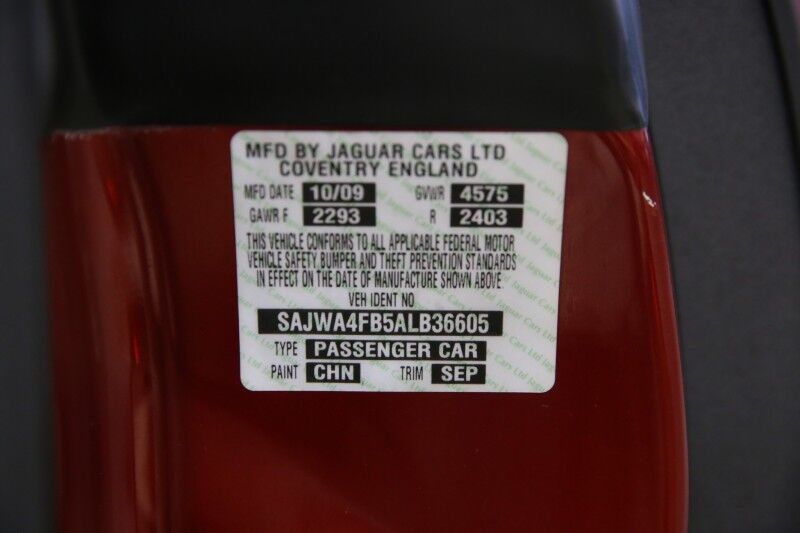 MFD BY JAGUAR CARS LTD
COVENTRY ENGLAND
MFD DATE 10/09 GVWR 4575
GAWR F 2293 R 2403
THIS VEHICLE CONFORMS TO ALL APPLICABLE FEDERAL MOTOR
VEHICLE SAFETY BUMPER AND THEFT PREVENTION STANDARDS
IN EFFECT ON THE DATE OF MANUFACTURE SHOWN ABOVE
VEH IDENT NO
SAJWA4FB5ALB36605
TYPE PASSENGER CAR
PAINT CHN TRIM SEP